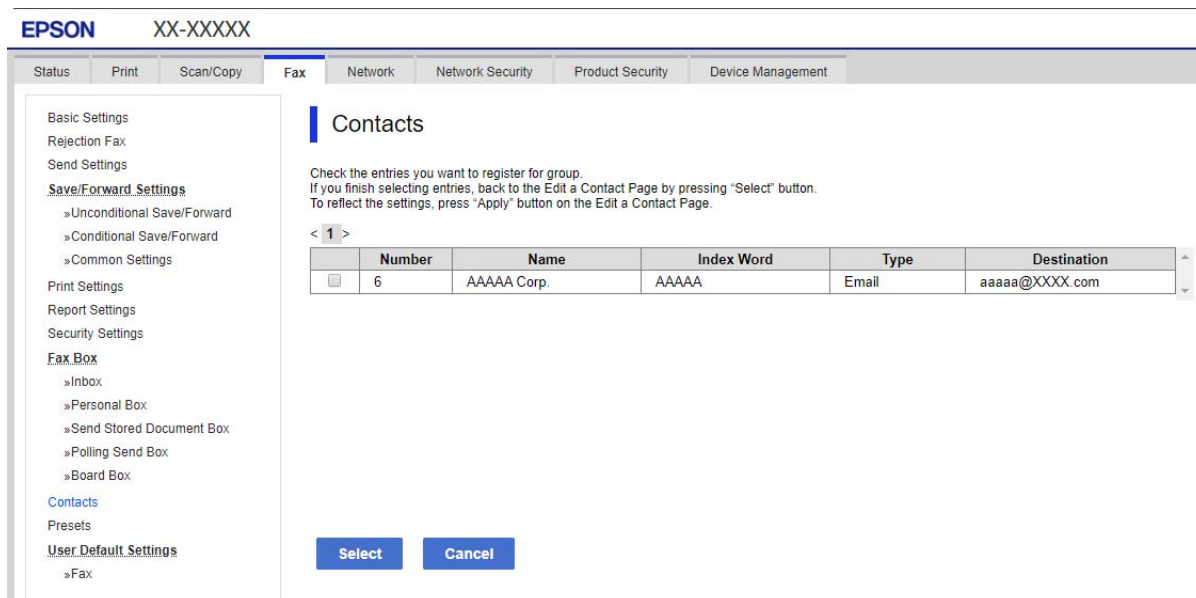 EPSON XX-XXXXX
Status Print Scan/Copy Fax Network Network Security Product Security Device Management
Basic Settings
Rejection Fax
Send Settings
Save/Forward Settings
»Unconditional Save/Forward
»Conditional Save/Forward
»Common Settings
Print Settings
Report Settings
Security Settings
Fax Box
»Inbox
»Personal Box
»Send Stored Document Box
»Polling Send Box
»Board Box
Contacts
Presets
User Default Settings
»Fax
Contacts
Check the entries you want to register for group.
If you finish selecting entries, back to the Edit a Contact Page by pressing “Select” button.
To reflect the settings, press “Apply” button on the Edit a Contact Page.
< 1 >
Number Name Index Word Type Destination
6 AAAAA Corp. AAAAA Email aaaaa@XXXX.com
Select Cancel